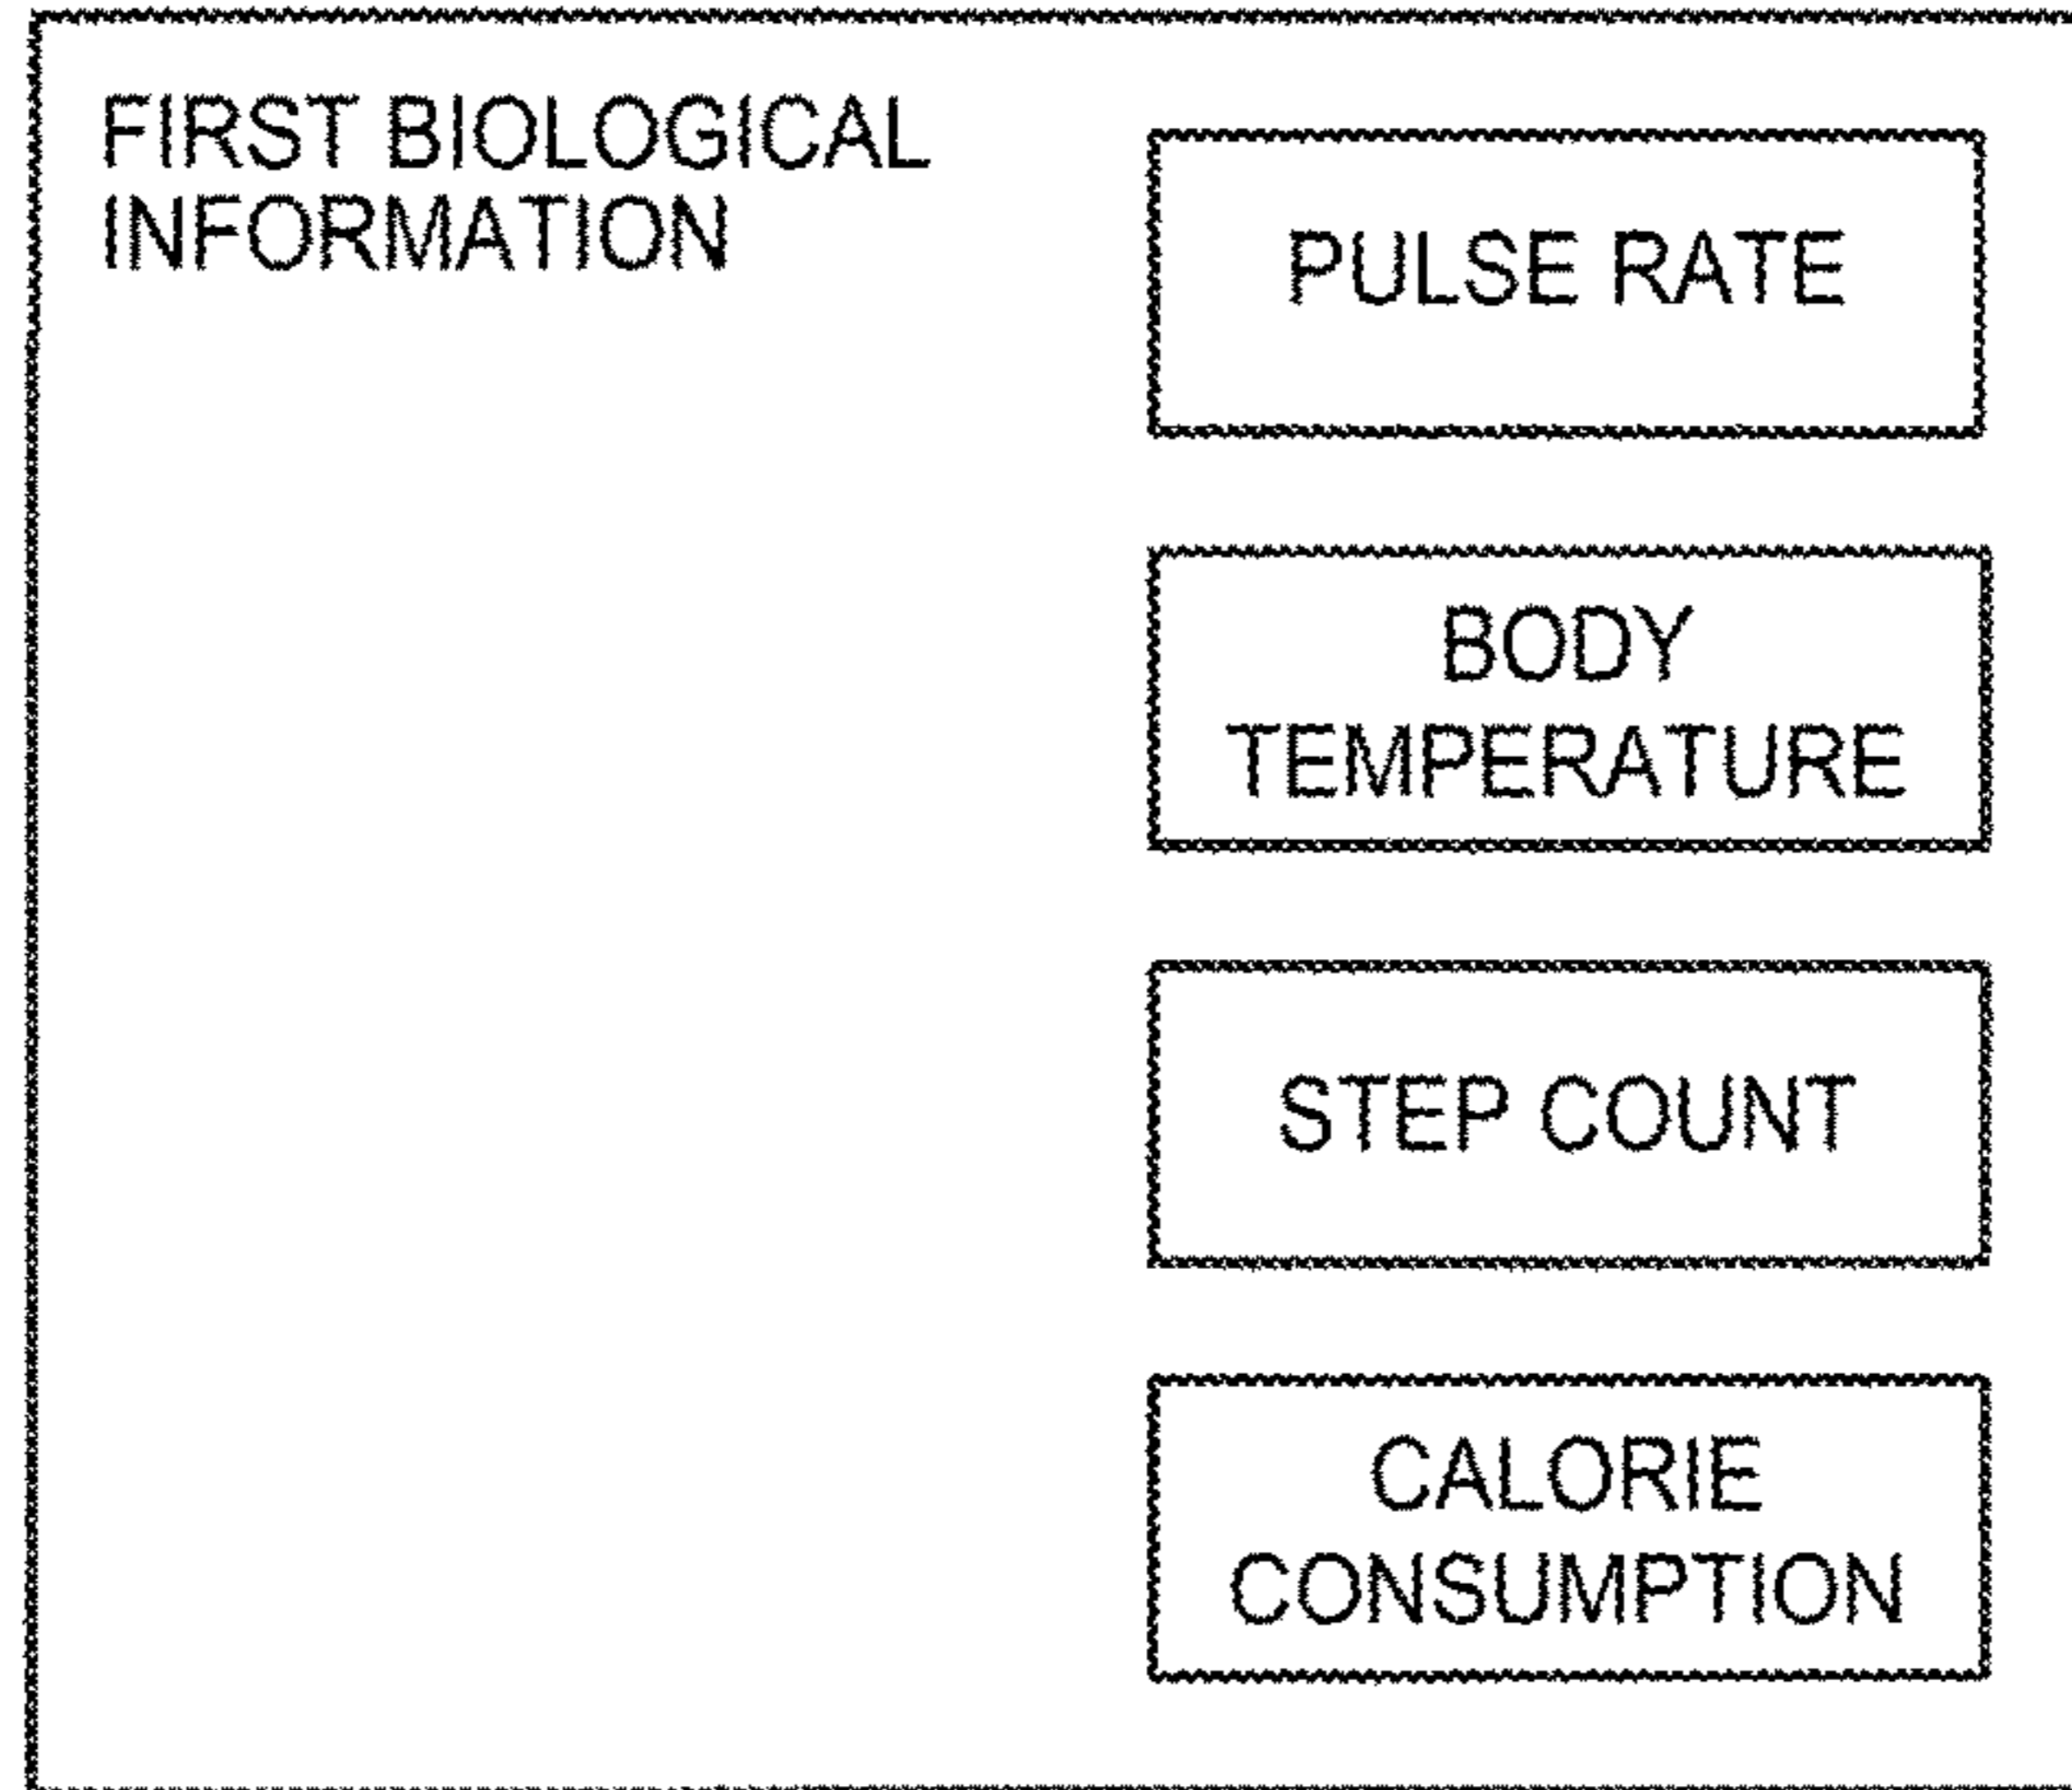 FIRST BIOLOGICAL
INFORMATION
PULSE RATE
BODY
TEMPERATURE
STEP COUNT
CALORIE
CONSUMPTION